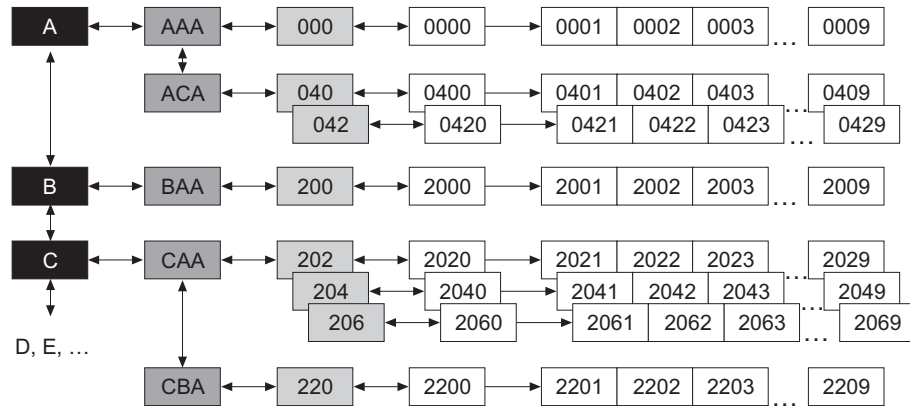 A AAA 000 0000 0001 0002 0003 ... 0009
ACA 040 0400 0401 0402 0403 ... 0409
042 0420 0421 0422 0423 ... 0429
B BAA 200 2000 2001 2002 2003 ... 2009
C CAA 202 2020 2021 2022 2023 ... 2029
204 2040 2041 2042 2043 ... 2049
206 2060 2061 2062 2063 ... 2069
D, E, ...
CBA 220 2200 2201 2202 2203 ... 2209